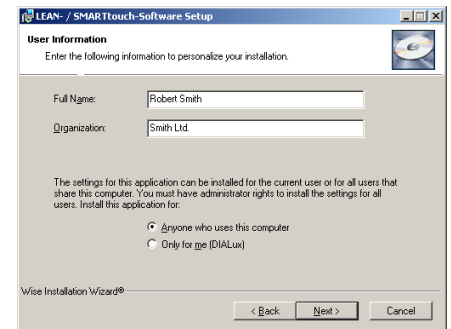 LEAN- / SMARTtouch-Software Setup
User Information
Enter the following information to personalize your installation.
Full Name:
Robert Smith
Organization:
Smith Ltd.
The settings for this application can be installed for the current user or for all users that
share this computer. You must have administrator rights to install the settings for all
users. Install this application for:
Anyone who uses this computer
Only for me (DIALux)
Wise Installation Wizard®
< Back
Next >
Cancel